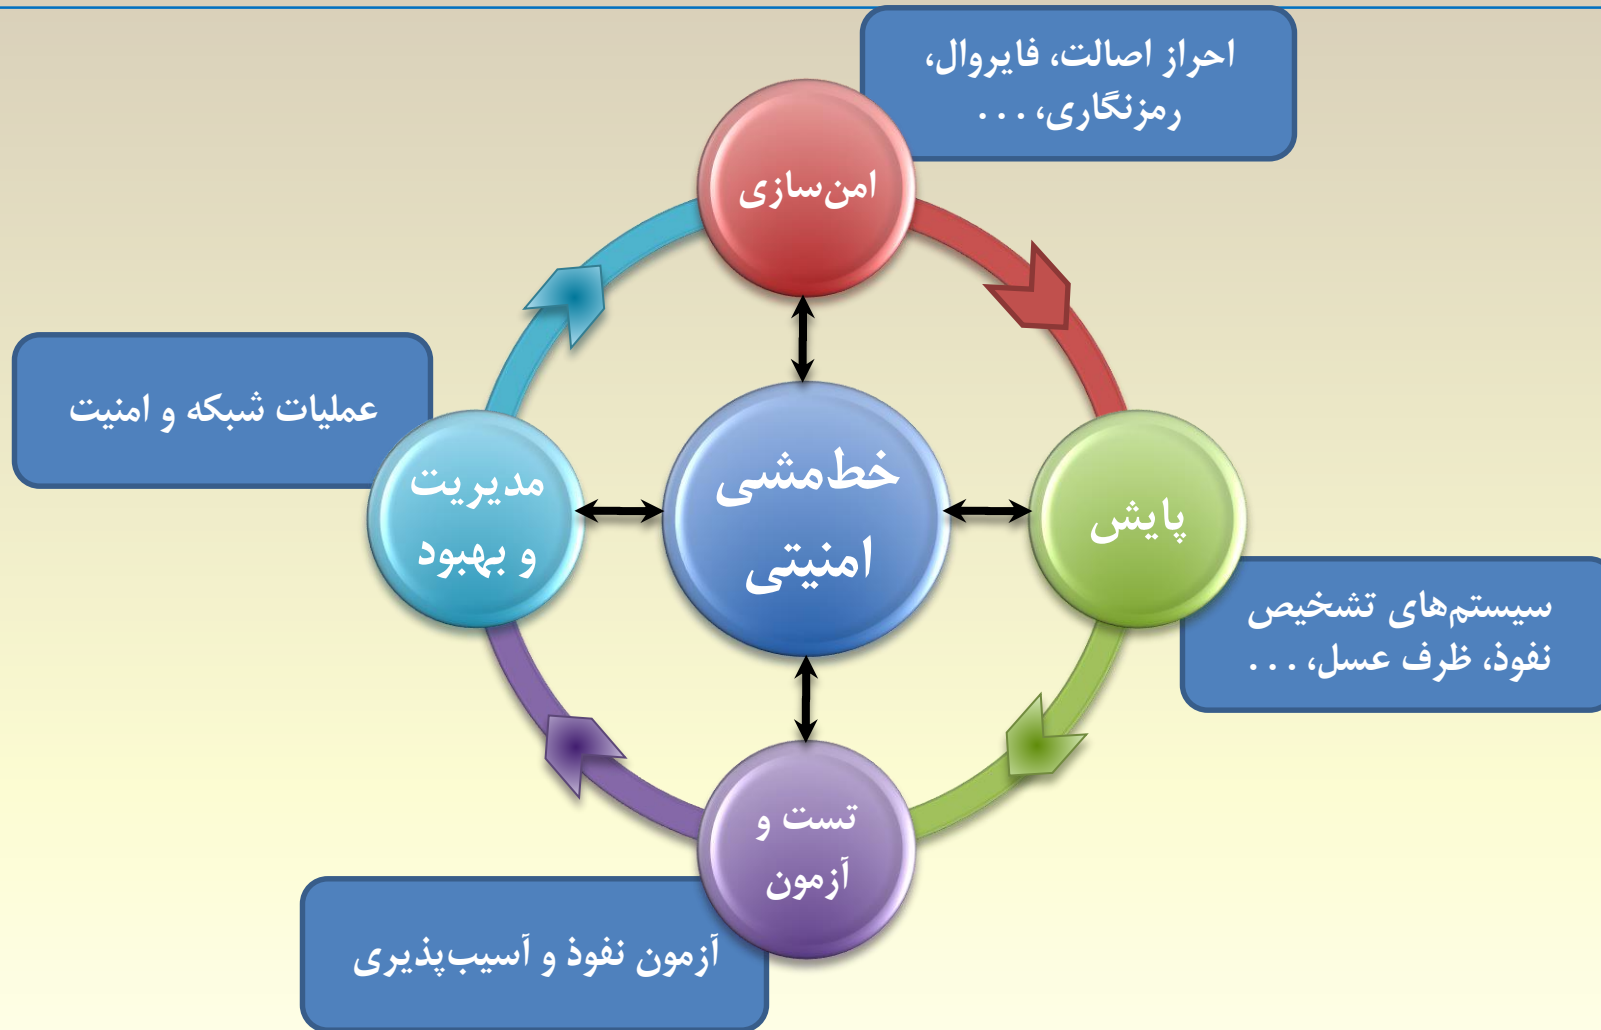 احراز اصالت، فایروال،
رمزنگاری، ...
امن‌سازی
عملیات شبکه و امنیت
مدیریت
و بهبود
خط‌مشی
امنیتی
پایش
سیستم‌های تشخیص
نفوذ، ظرف عسل، ...
تست و
آزمون
آزمون نفوذ و آسیب‌پذیری